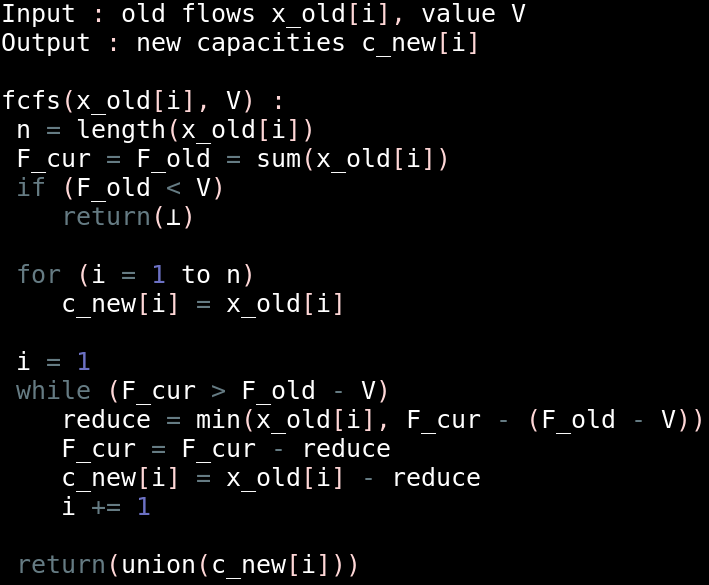 Input : old flows x_old[i], value V
Output : new capacities c_new[i]

fcfs(x_old[i], V) :
 n = length(x_old[i])
 F_cur = F_old = sum(x_old[i])
 if (F_old < V)
    return(⊥)

 for (i = 1 to n)
    c_new[i] = x_old[i]

 i = 1
 while (F_cur > F_old - V)
    reduce = min(x_old[i], F_cur - (F_old - V))
    F_cur = F_cur - reduce
    c_new[i] = x_old[i] - reduce
    i += 1

 return(union(c_new[i]))